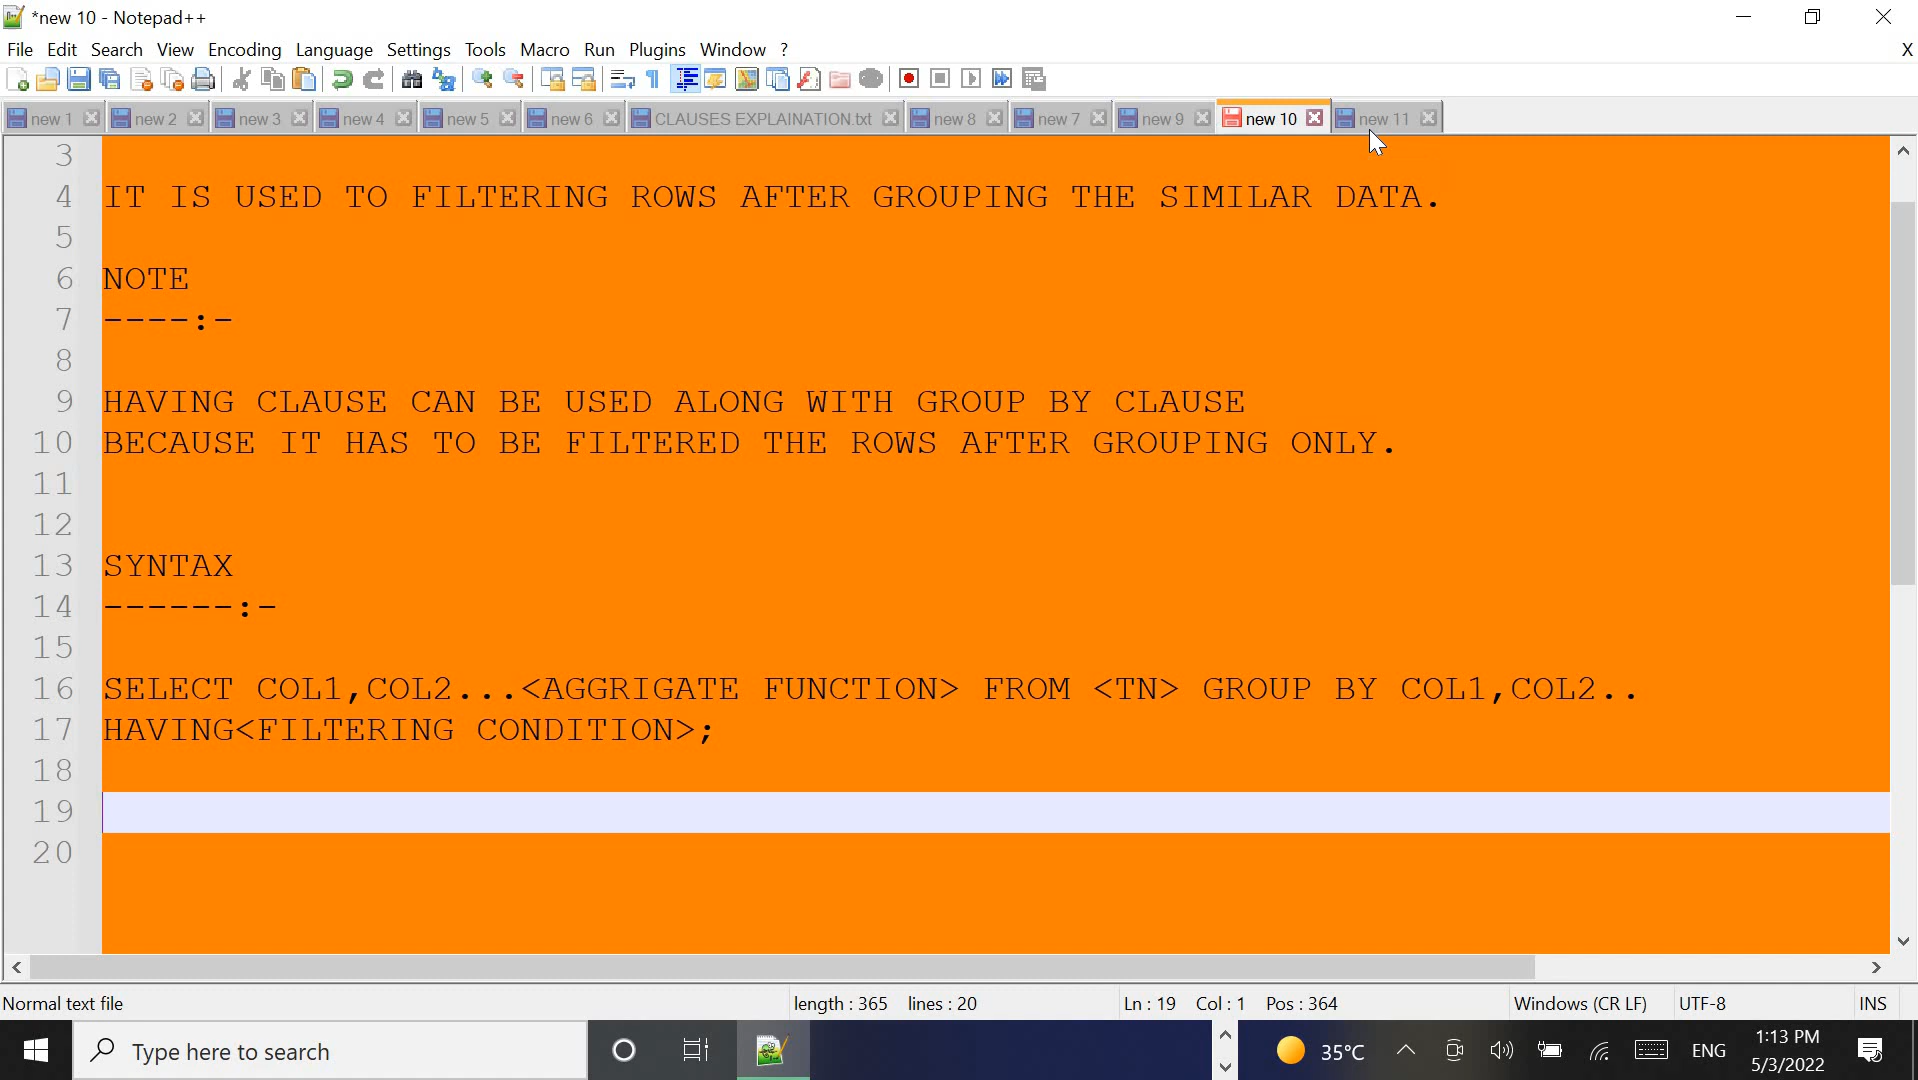 *new 10 - Notepad++
File Edit Search View Encoding Language Settings Tools Macro Run Plugins Window ? X
new 1 new 2 new 3 new 4 new 5 new 6 CLAUSES EXPLAINATION.txt new 8 new 7 new 9 new 10 new 11
3
4 IT IS USED TO FILTERING ROWS AFTER GROUPING THE SIMILAR DATA.
5
6 NOTE
7 ----:-
8
9 HAVING CLAUSE CAN BE USED ALONG WITH GROUP BY CLAUSE
10 BECAUSE IT HAS TO BE FILTERED THE ROWS AFTER GROUPING ONLY.
11
12
13 SYNTAX
14 ------:-
15
16 SELECT COL1,COL2...<AGGRIGATE FUNCTION> FROM <TN> GROUP BY COL1,COL2..
17 HAVING<FILTERING CONDITION>;
18
19
20
Normal text file length : 365 lines : 20 Ln : 19 Col : 1 Pos : 364 Windows (CR LF) UTF-8 INS
Type here to search 35°C ENG 1:13 PM
5/3/2022